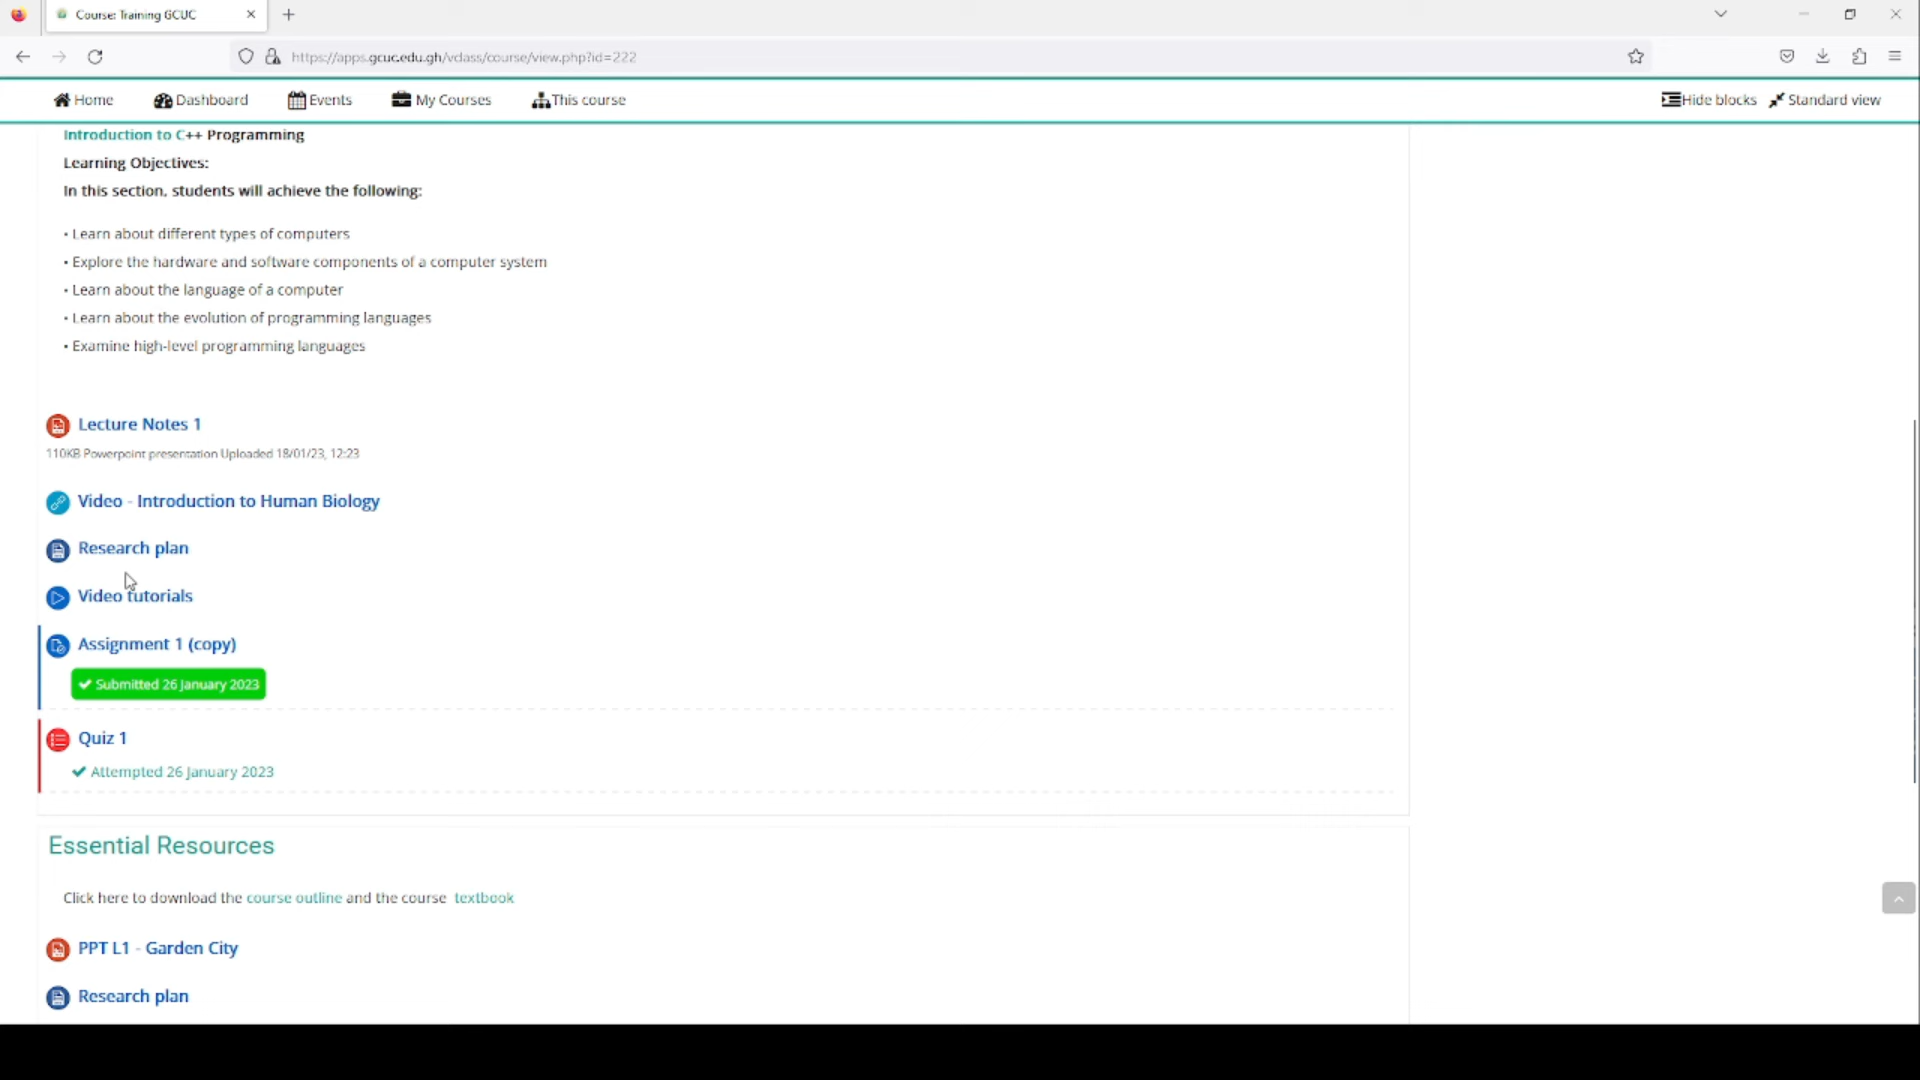 Course: Training GCUC
https://apps.gcuc.edu.gh/vclass/course/view.php?id=222
Home Dashboard Events My Courses This course Hide blocks Standard view
Introduction to C++ Programming
Learning Objectives:
In this section, students will achieve the following:
• Learn about different types of computers
• Explore the hardware and software components of a computer system
• Learn about the language of a computer
• Learn about the evolution of programming languages
• Examine high-level programming languages
Lecture Notes 1
110KB Powerpoint presentation Uploaded 18/01/23, 12:23
Video - Introduction to Human Biology
Research plan
Video tutorials
Assignment 1 (copy)
Submitted 26 January 2023
Quiz 1
Attempted 26 January 2023
Essential Resources
Click here to download the course outline and the course textbook
PPT L1 - Garden City
Research plan